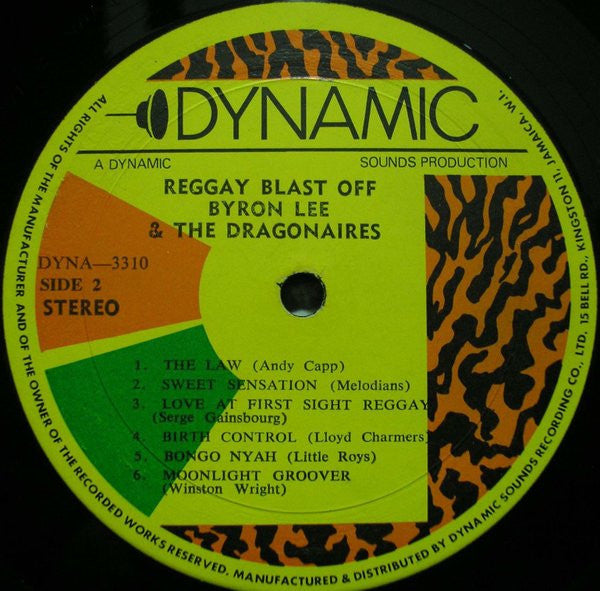 DYNAMIC
A DYNAMIC SOUNDS PRODUCTION
REGGAY BLAST OFF
BYRON LEE
& THE DRAGONAIRES
DYNA—3310
SIDE 2
STEREO
1. THE LAW (Andy Capp)
2. SWEET SENSATION (Melodians)
3. LOVE AT FIRST SIGHT REGGAY
(Serge Gainsbourg)
4. BIRTH CONTROL (Lloyd Charmers)
5. BONGO NYAH (Little Roys)
6. MOONLIGHT GROOVER
(Winston Wright)
ALL RIGHTS OF THE MANUFACTURER AND OF THE OWNER OF THE RECORDED WORKS RESERVED. MANUFACTURED & DISTRIBUTED BY DYNAMIC SOUNDS RECORDING CO., LTD. 15 BELL RD., KINGSTON 11, JAMAICA, W.I.